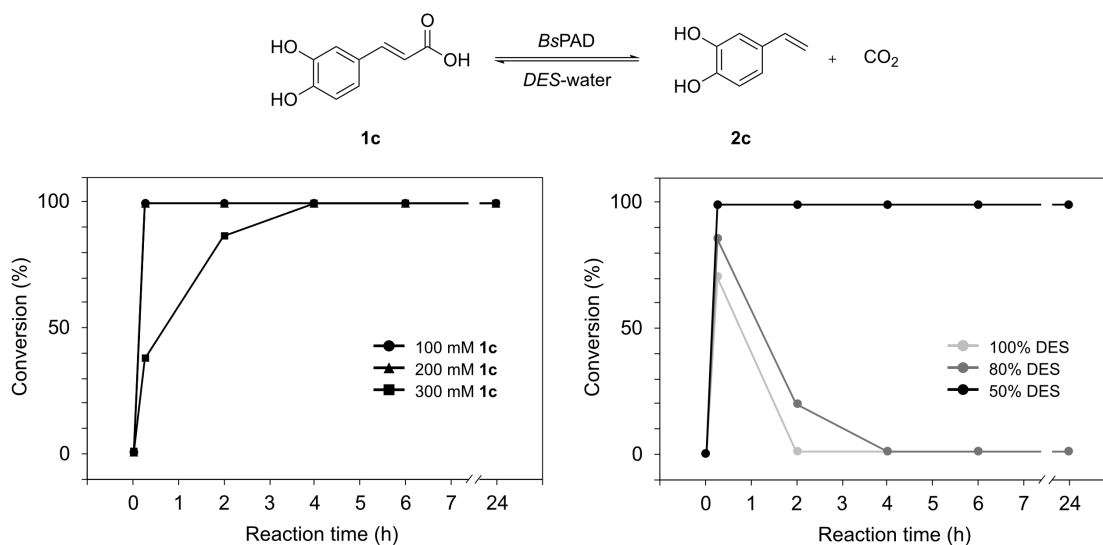 O
HO
HO
OH
BsPAD
DES-water
HO
HO
+ CO2
1c
2c
Conversion (%)
100
50
0
100 mM 1c
200 mM 1c
300 mM 1c
0 1 2 3 4 5 6 7 24
Reaction time (h)
Conversion (%)
100
50
0
100% DES
80% DES
50% DES
0 1 2 3 4 5 6 7 24
Reaction time (h)